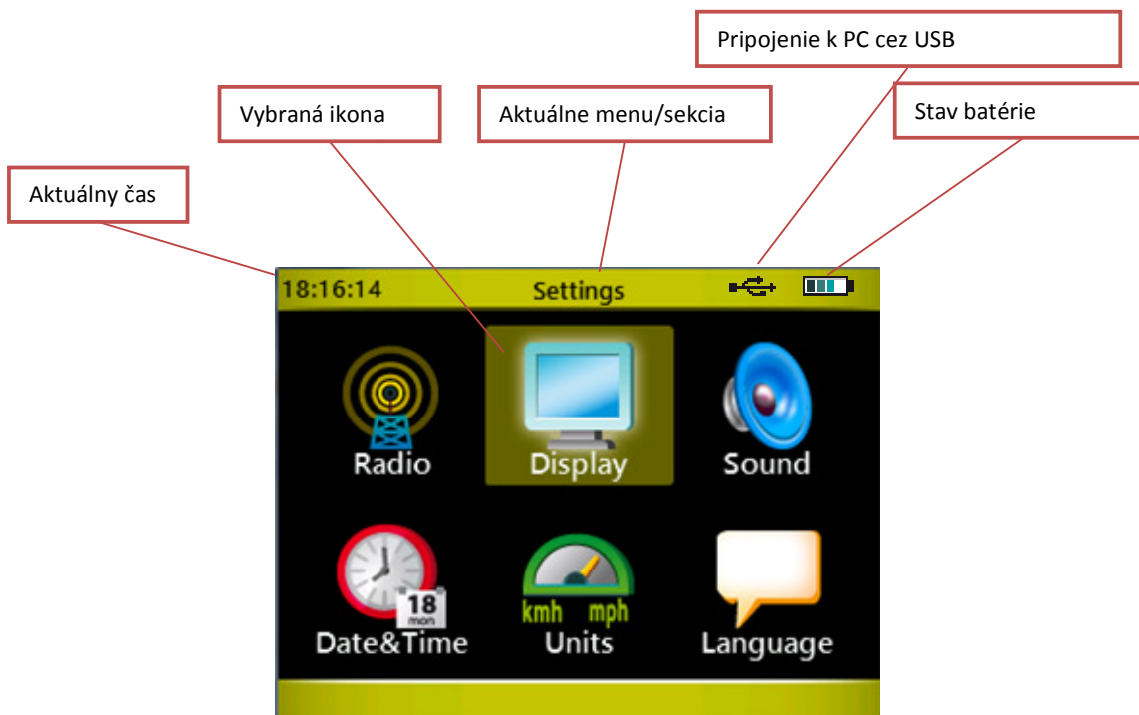 Pripojenie k PC cez USB
Vybraná ikona
Aktuálne menu/sekcia
Stav batérie
Aktuálny čas
18:16:14
Settings
Radio
Display
Sound
18
mon
kmh mph
Date&Time
Units
Language